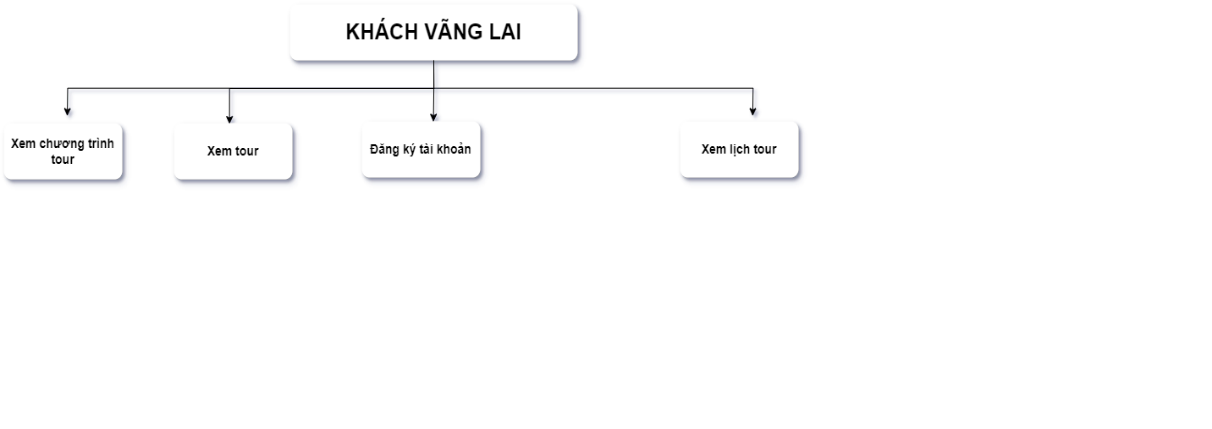 KHÁCH VÃNG LAI
Xem chương trình
tour
Xem tour
Đăng ký tài khoản
Xem lịch tour